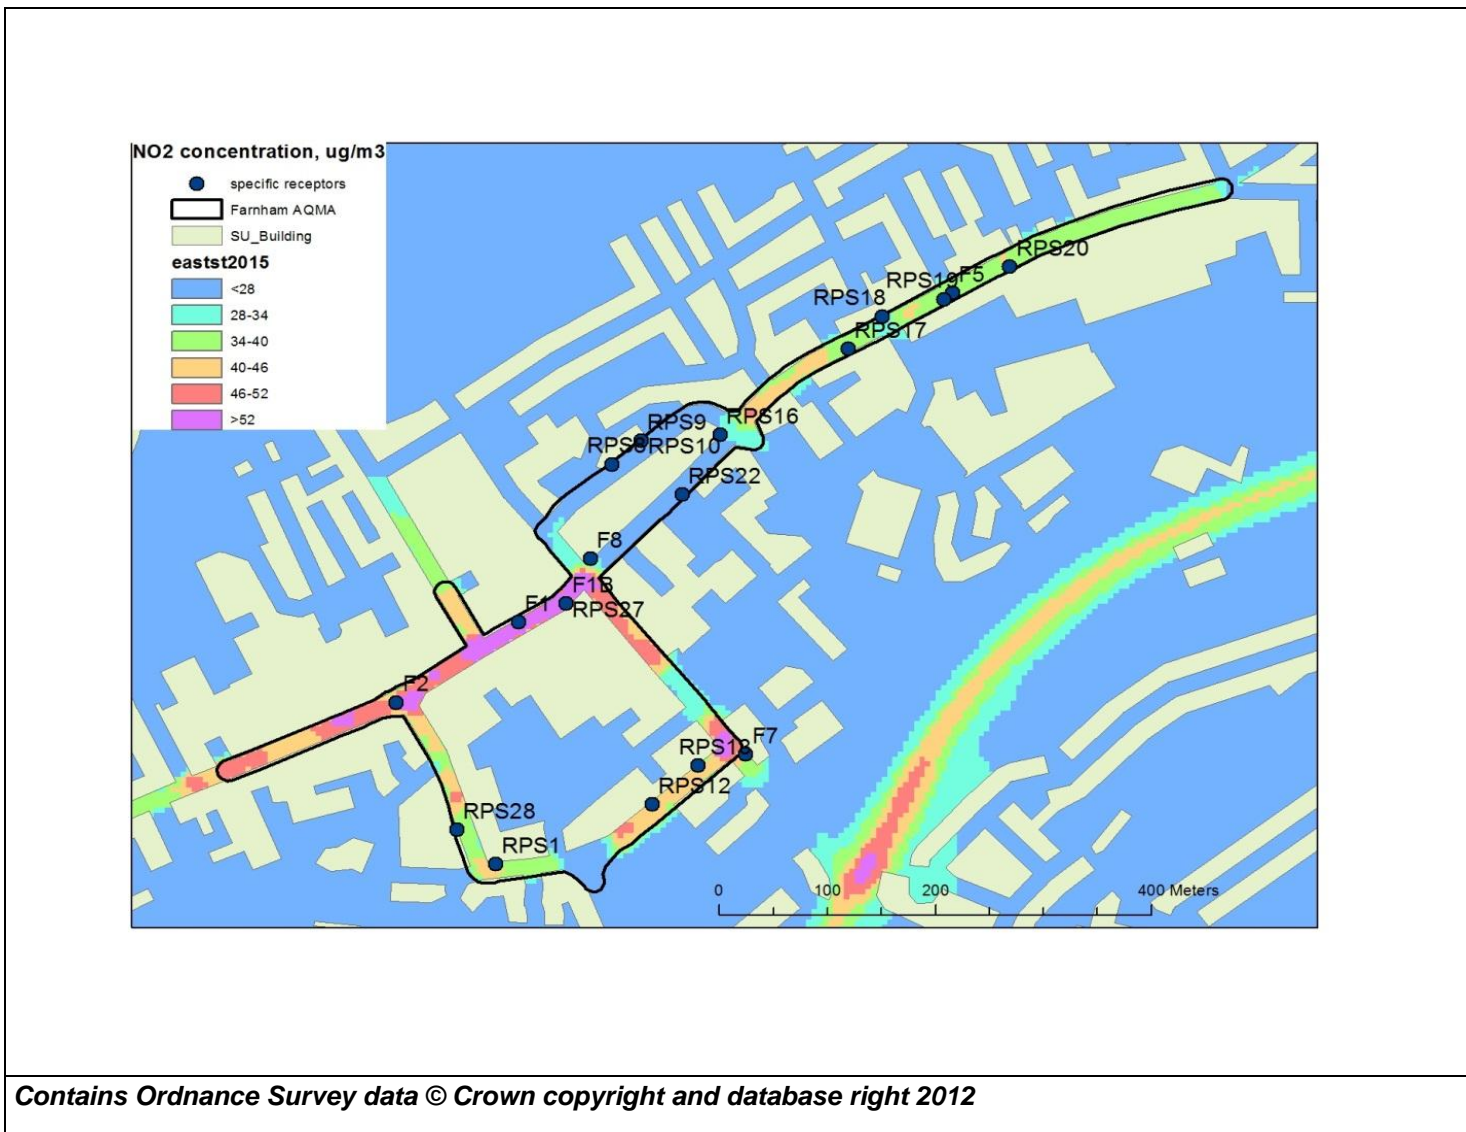 NO2 concentration, ug/m3
specific receptors
Farnham AQMA
SU_Building
eastst2015
<28
28-34
34-40
40-46
46-52
>52
RPS20
RPS19
F5
RPS18
RPS17
RPS9
RPS16
RPS10
RPS22
F8
F1B
F1
RPS27
F2
F7
RPS12
RPS28
RPS1
0
100
200
400 Meters
Contains Ordnance Survey data © Crown copyright and database right 2012